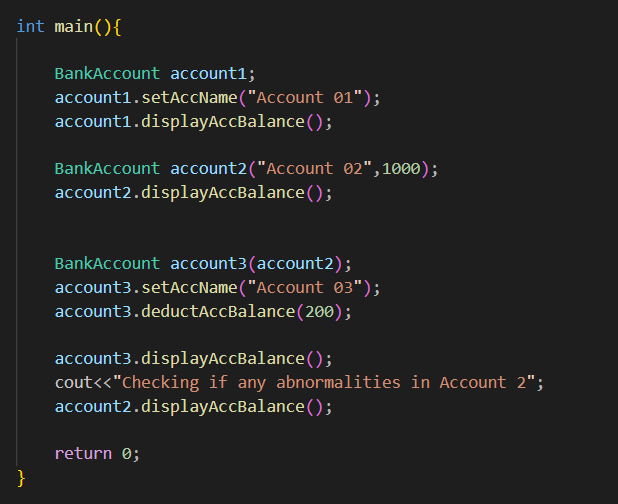 int main(){
BankAccount account1;
account1.setAccName("Account 01");
account1.displayAccBalance();
BankAccount account2("Account 02",1000);
account2.displayAccBalance();
BankAccount account3(account2);
account3.setAccName("Account 03");
account3.deductAccBalance(200);
account3.displayAccBalance();
cout<<"Checking if any abnormalities in Account 2";
account2.displayAccBalance();
return 0;
}